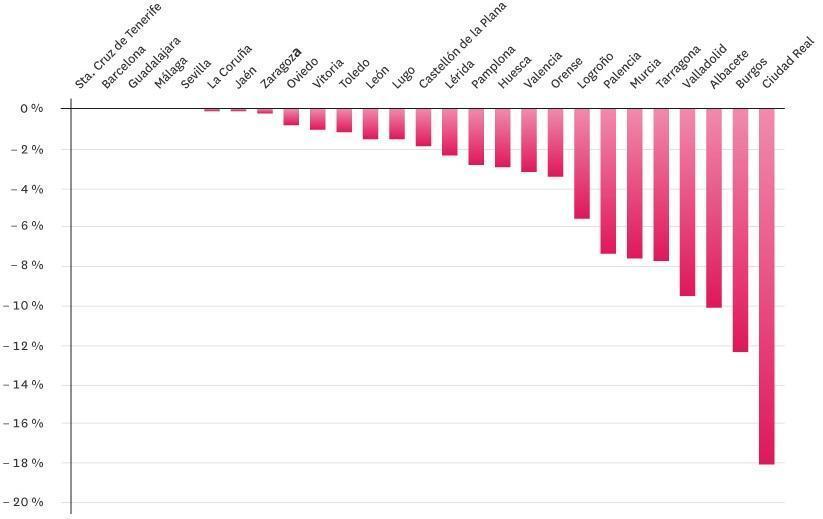 Sta. Cruz de Tenerife
Barcelona
Guadalajara
Málaga
Sevilla
La Coruña
Jaén
Zaragoza
Oviedo
Vitoria
Toledo
León
Lugo
Castellón de la Plana
Lérida
Pamplona
Huesca
Valencia
Orense
Logroño
Palencia
Murcia
Tarragona
Valladolid
Albacete
Burgos
Ciudad Real
0 %
– 2 %
– 4 %
– 6 %
– 8 %
– 10 %
– 12 %
– 14 %
– 16 %
– 18 %
– 20 %